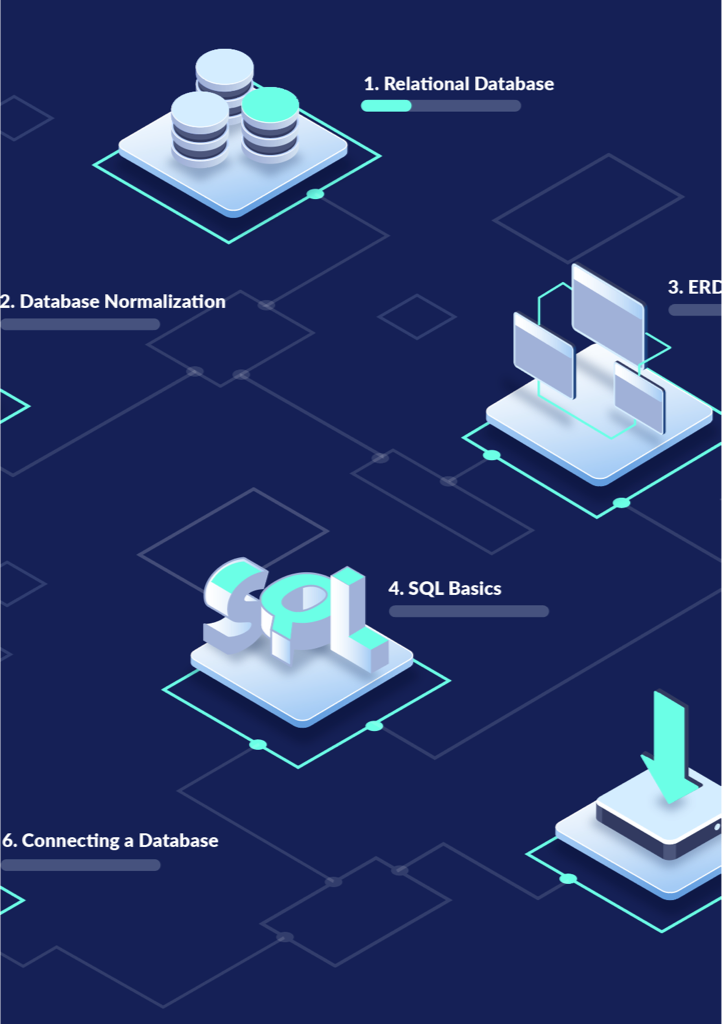 1. Relational Database
2. Database Normalization
3. ERD
4. SQL Basics
SQL
6. Connecting a Database